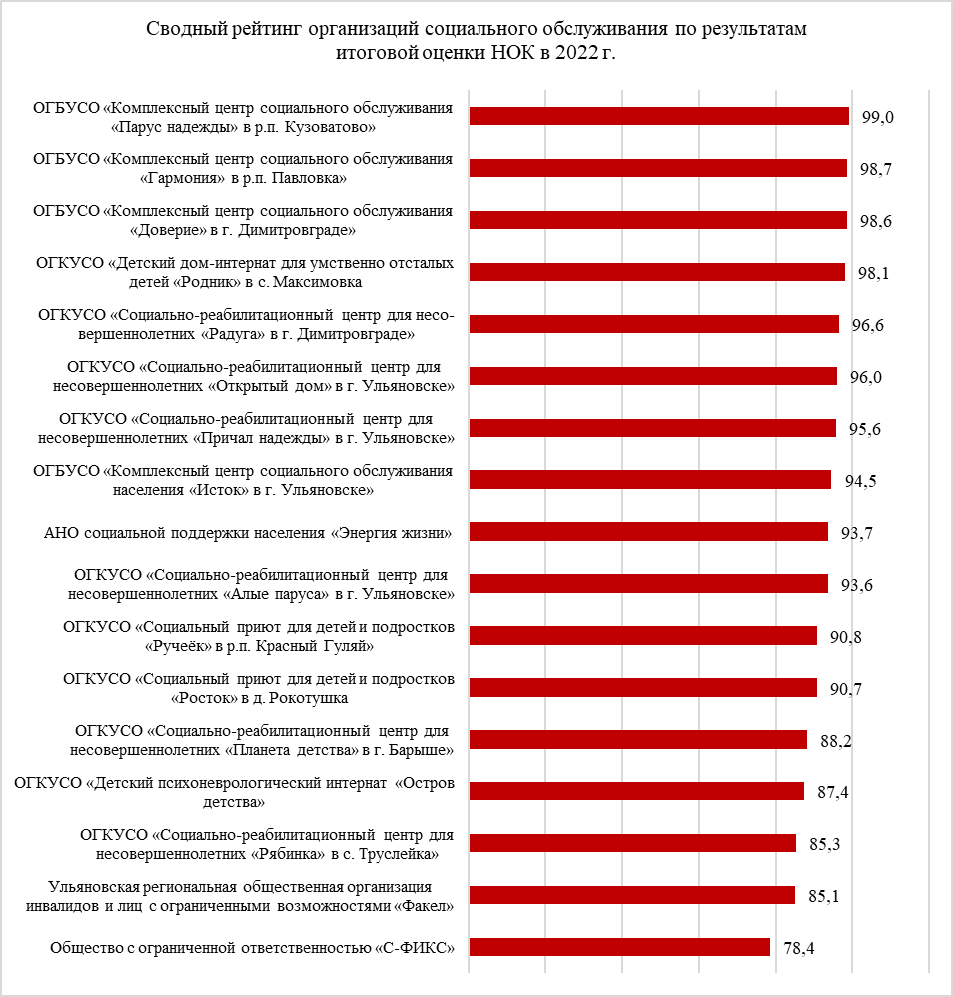 Сводный рейтинг организаций социального обслуживания по результатам
итоговой оценки НОК в 2022 г.
ОГБУСО «Комплексный центр социального обслуживания
«Парус надежды» в р.п. Кузоватово»
99,0
ОГБУСО «Комплексный центр социального обслуживания
«Гармония» в р.п. Павловка»
98,7
ОГБУСО «Комплексный центр социального обслуживания
«Доверие» в г. Димитровграде»
98,6
ОГКУСО «Детский дом-интернат для умственно отсталых
детей «Родник» в с. Максимовка
98,1
ОГКУСО «Социально-реабилитационный центр для несо-
вершеннолетних «Радуга» в г. Димитровграде»
96,6
ОГКУСО «Социально-реабилитационный центр для
несовершеннолетних «Открытый дом» в г. Ульяновске»
96,0
ОГКУСО «Социально-реабилитационный центр для
несовершеннолетних «Причал надежды» в г. Ульяновске»
95,6
ОГБУСО «Комплексный центр социального обслуживания
населения «Исток» в г. Ульяновске»
94,5
АНО социальной поддержки населения «Энергия жизни»
93,7
ОГКУСО «Социально-реабилитационный центр для
несовершеннолетних «Алые паруса» в г. Ульяновске»
93,6
ОГКУСО «Социальный приют для детей и подростков
«Ручеёк» в р.п. Красный Гуляй»
90,8
ОГКУСО «Социальный приют для детей и подростков
«Росток» в д. Рокотушка
90,7
ОГКУСО «Социально-реабилитационный центр для
несовершеннолетних «Планета детства» в г. Барыше»
88,2
ОГКУСО «Детский психоневрологический интернат «Остров
детства»
87,4
ОГКУСО «Социально-реабилитационный центр для
несовершеннолетних «Рябинка» в с. Труслейка»
85,3
Ульяновская региональная общественная организация
инвалидов и лиц с ограниченными возможностями «Факел»
85,1
Общество с ограниченной ответственностью «С-ФИКС»
78,4